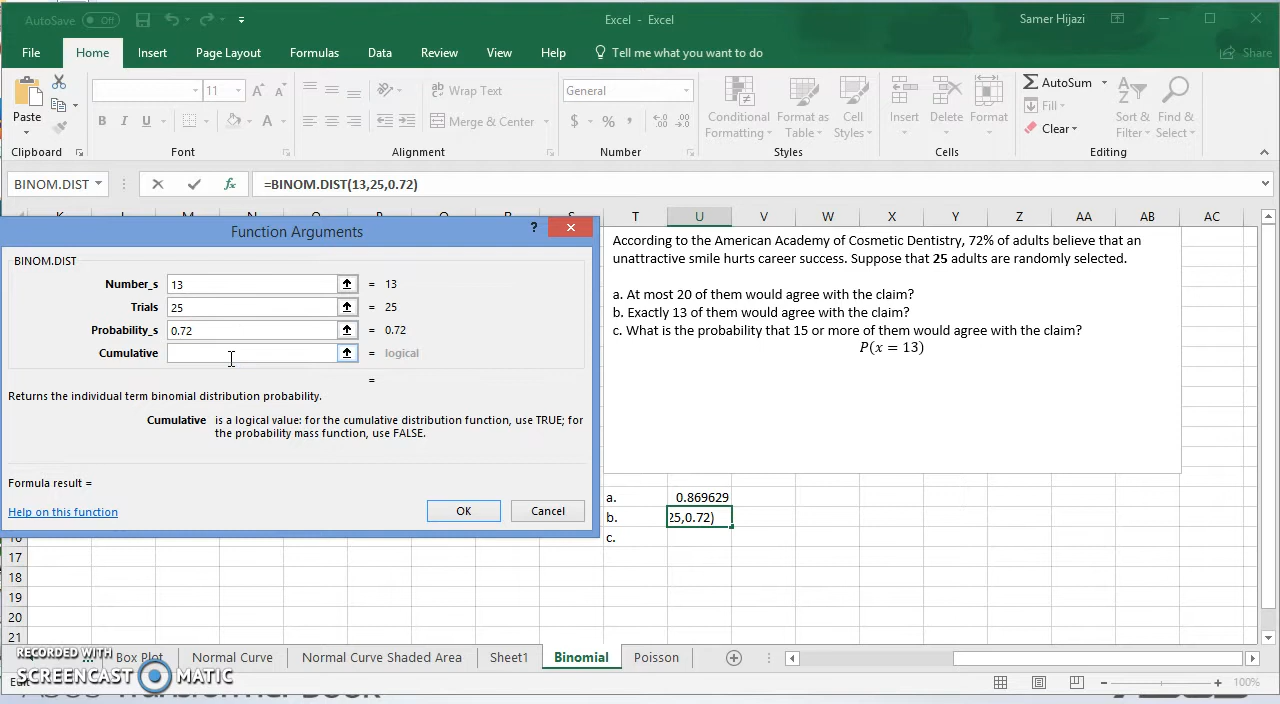 AutoSave Off
Excel - Excel
Samer Hijazi
File Home Insert Page Layout Formulas Data Review View Help Tell me what you want to do Share
Paste
11
Wrap Text
Merge & Center
General
$ % ,
B I U A
Conditional Formatting
Format as Table
Cell Styles
Insert Delete Format
AutoSum
Fill
Clear
Sort & Filter
Find & Select
Clipboard Font Alignment Number Styles Cells Editing
BINOM.DIST fx =BINOM.DIST(13,25,0.72)
K L M N O P Q R S T U V W X Y Z AA AB AC
Function Arguments ?
BINOM.DIST
Number_s 13 = 13
Trials 25 = 25
Probability_s 0.72 = 0.72
Cumulative = logical
=
Returns the individual term binomial distribution probability.
Cumulative is a logical value: for the cumulative distribution function, use TRUE; for
the probability mass function, use FALSE.
Formula result =
Help on this function
OK Cancel
According to the American Academy of Cosmetic Dentistry, 72% of adults believe that an
unattractive smile hurts career success. Suppose that 25 adults are randomly selected.
a. At most 20 of them would agree with the claim?
b. Exactly 13 of them would agree with the claim?
c. What is the probability that 15 or more of them would agree with the claim?
P(x = 13)
a. 0.869629
b. 25,0.72)
c.
16
17
18
19
20
21
... Box Plot Normal Curve Normal Curve Shaded Area Sheet1 Binomial Poisson
RECORDED WITH
SCREENCAST MATIC
Edit
100%
ASUS Transformer Book